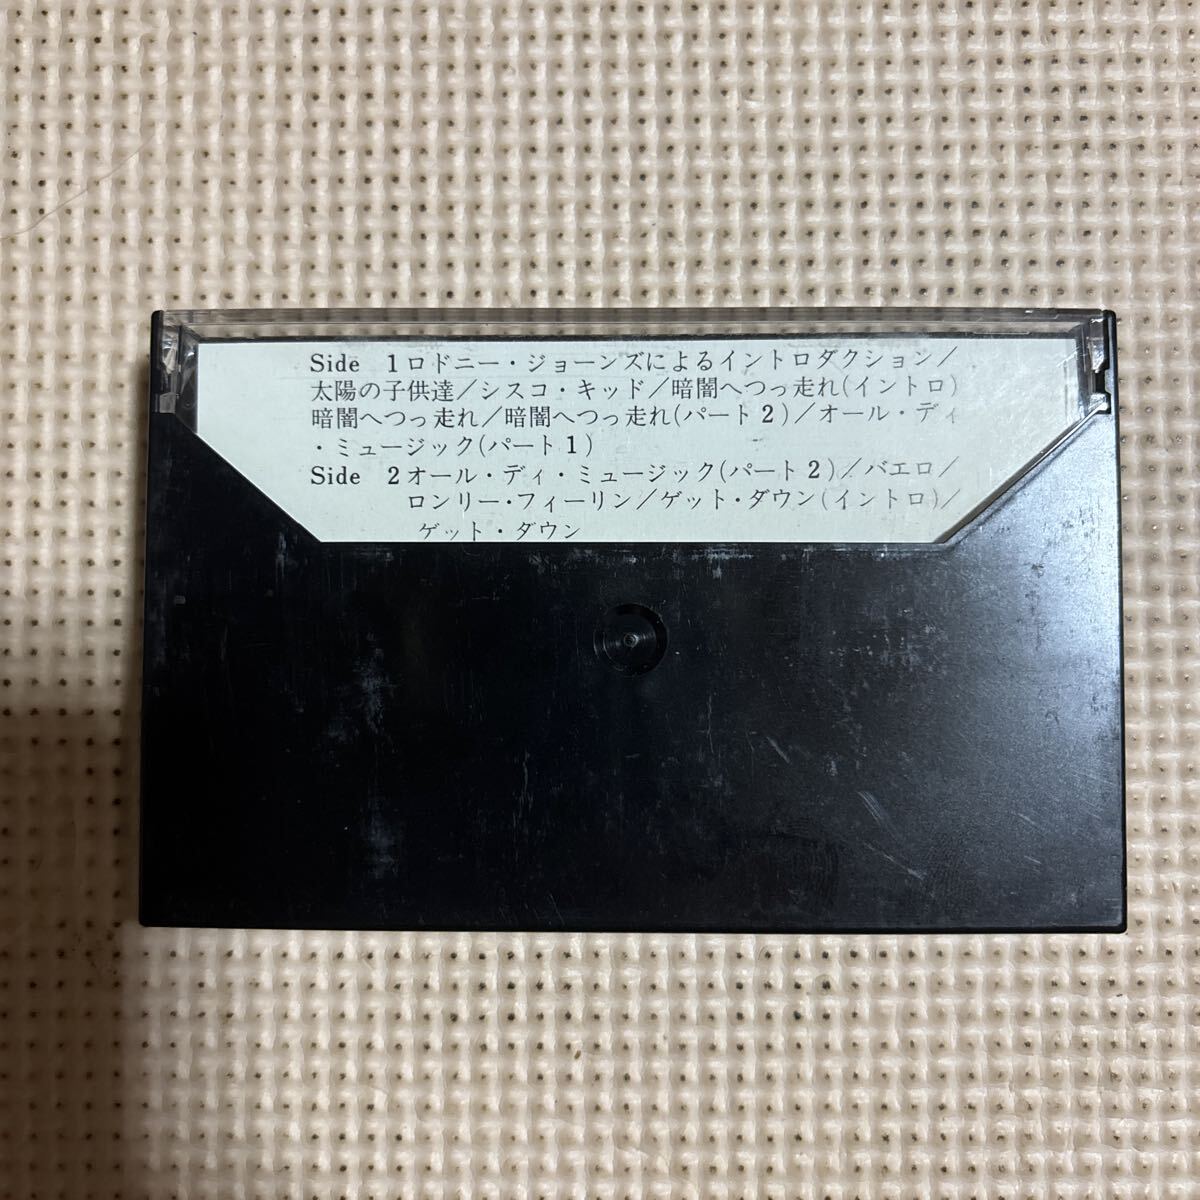 Side 1ロドニー・ジョーンズによるイントロダクション/
太陽の子供達/シスコ・キッド/暗闇へつっ走れ(イントロ)
暗闇へつっ走れ/暗闇へつっ走れ(パート2)/オール・ディ
・ミュージック(パート1)
Side 2オール・ディ・ミュージック(パート2)/バエロ/
ロンリー・フィーリン/ゲット・ダウン(イントロ)/
ゲット・ダウン